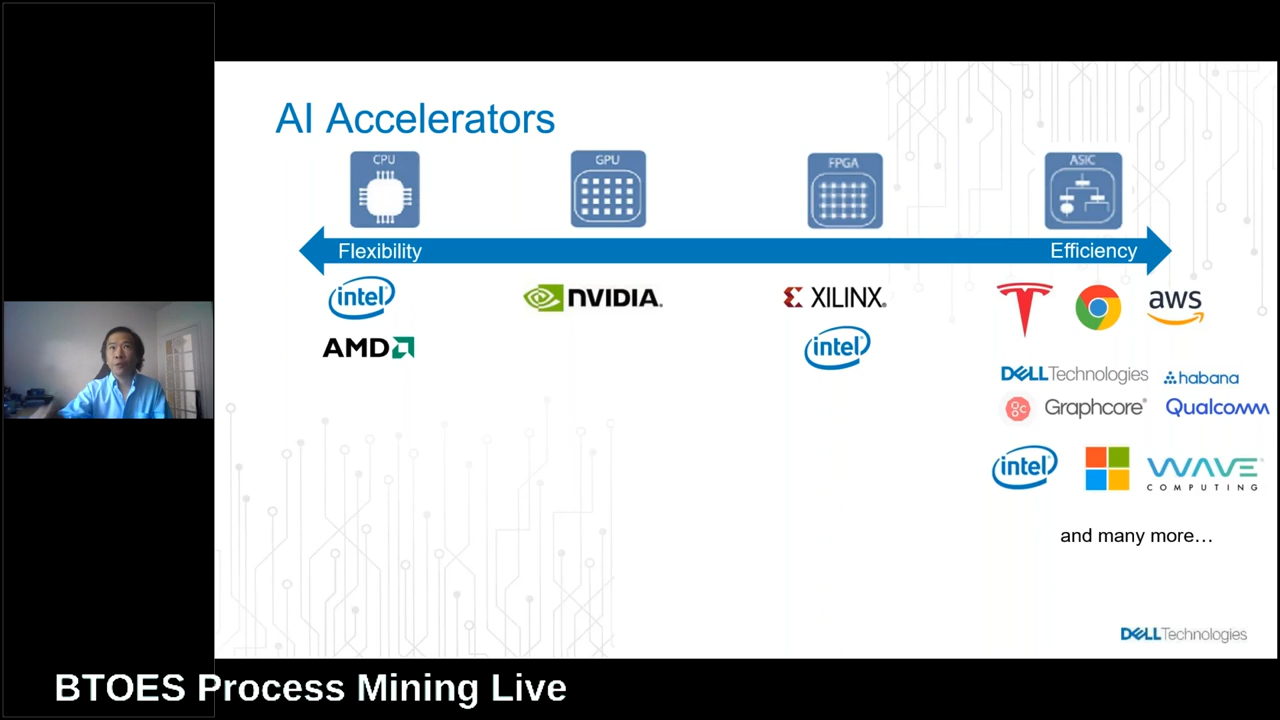 AI Accelerators
CPU
GPU
FPGA
ASIC
Flexibility
Efficiency
intel
AMD
NVIDIA.
XILINX
intel
aws
DELLTechnologies
habana
Graphcore
Qualcomm
intel
WAVE
COMPUTING
and many more...
DELLTechnologies
BTOES Process Mining Live